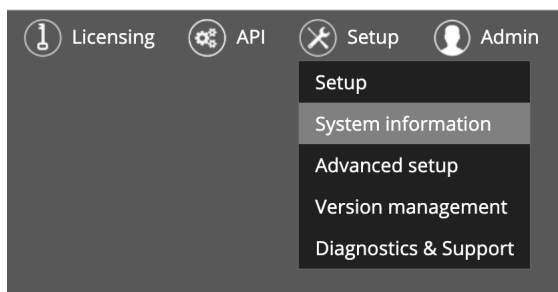 Licensing API Setup Admin
Setup
System information
Advanced setup
Version management
Diagnostics & Support